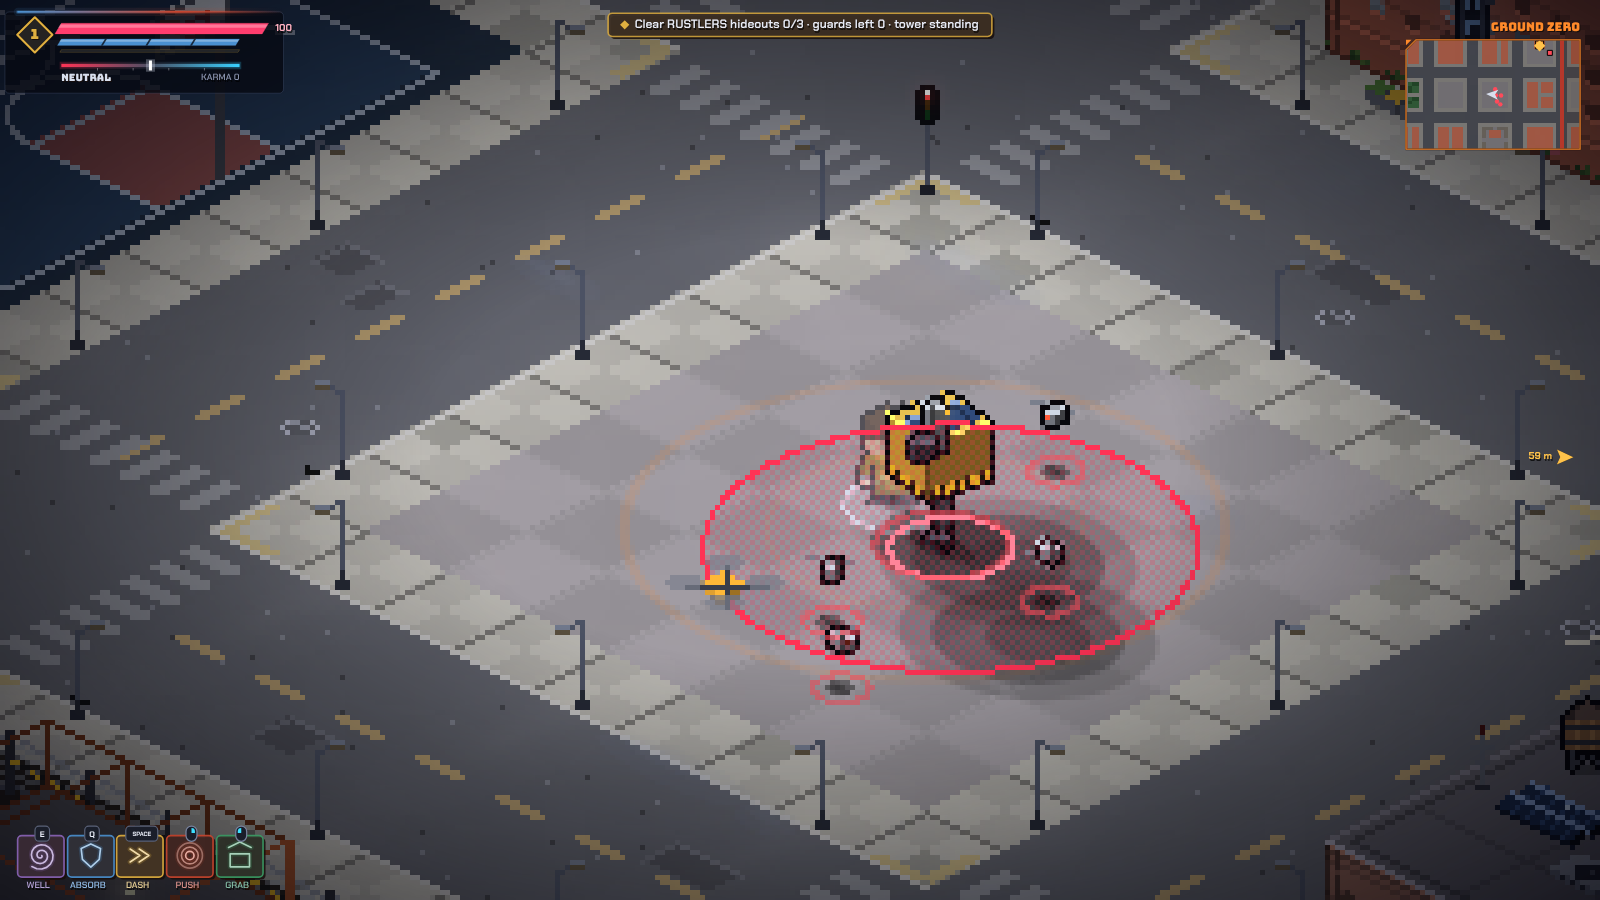 1
100
NEUTRAL
KARMA 0
Clear RUSTLERS hideouts 0/3 · guards left 0 · tower standing
GROUND ZERO
59 m
E
Q
SPACE
WELL
ABSORB
DASH
PUSH
GRAB